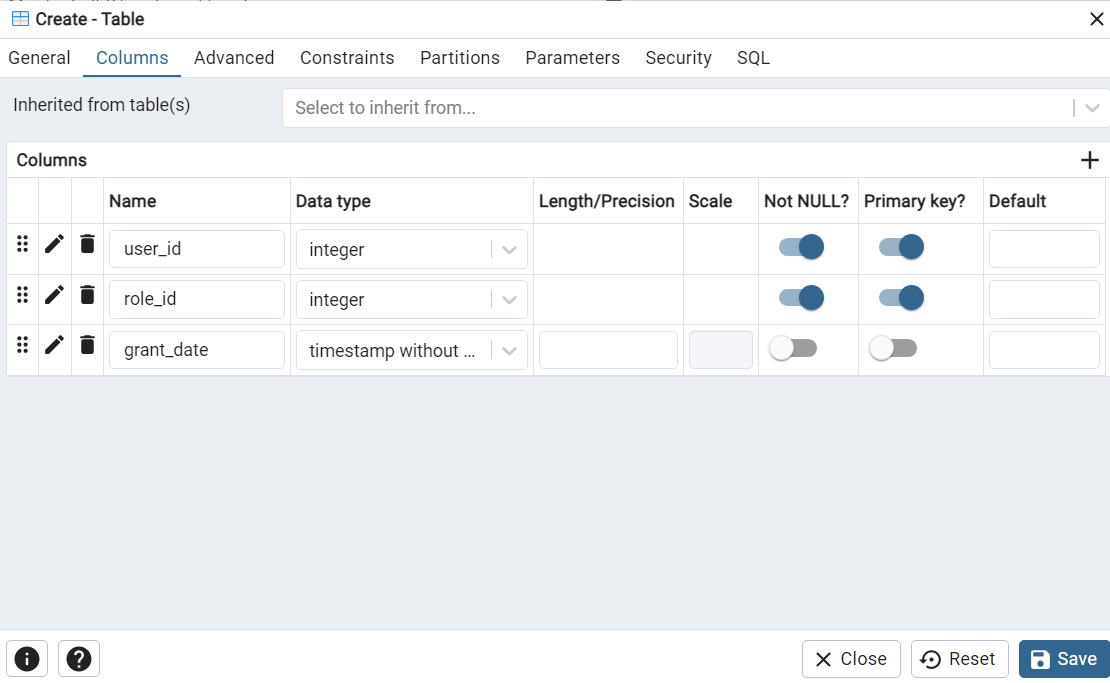 Create - Table
General Columns Advanced Constraints Partitions Parameters Security SQL
Inherited from table(s) Select to inherit from...
Columns
Name Data type Length/Precision Scale Not NULL? Primary key? Default
user_id integer
role_id integer
grant_date timestamp without ...
Close Reset Save